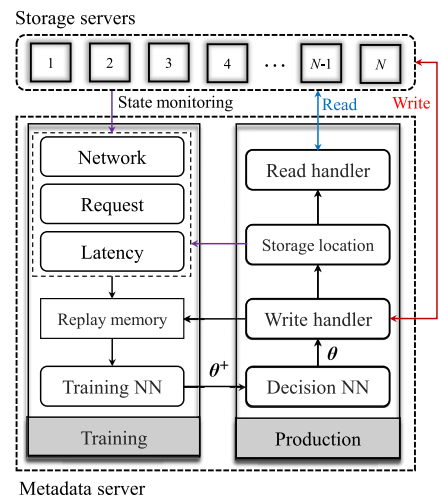 Storage servers
1 2 3 4 ... N-1 N
State monitoring Read Write
Network
Request
Latency
Replay memory
Training NN
Training
Read handler
Storage location
Write handler
θ
θ⁺
Decision NN
Production
Metadata server